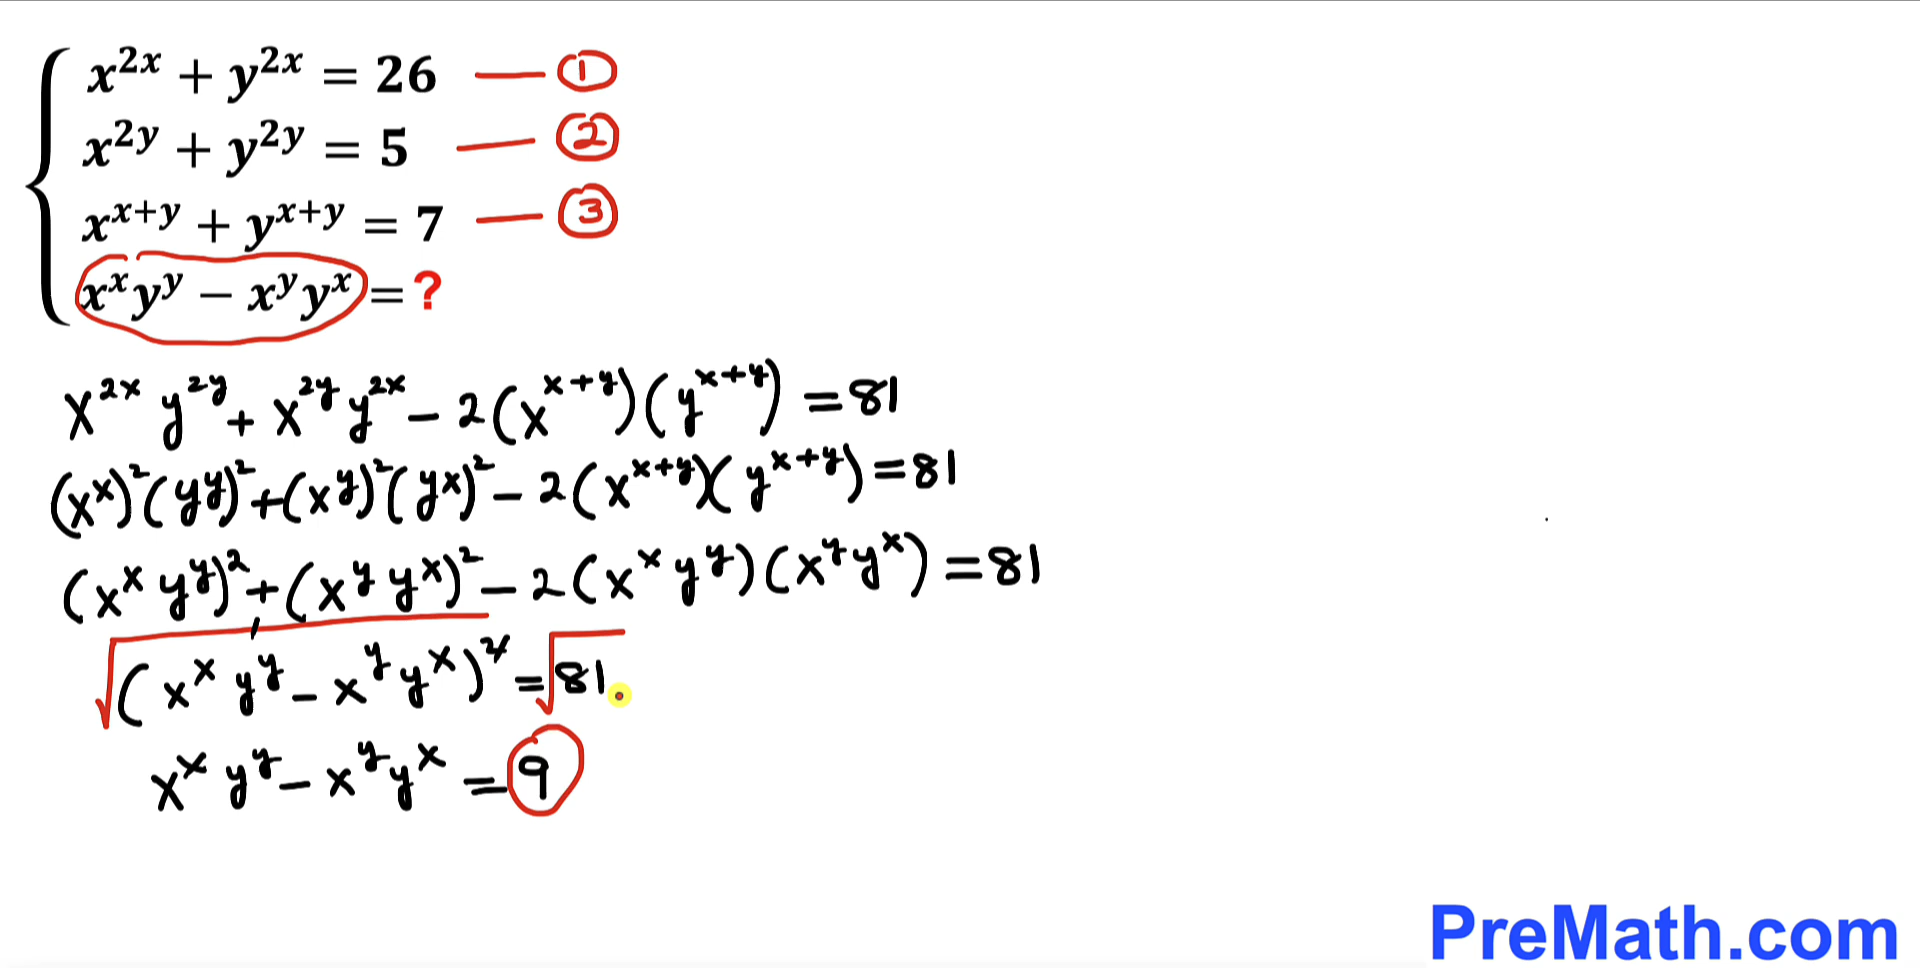 x^{2x} + y^{2x} = 26 — ①
x^{2y} + y^{2y} = 5 — ②
x^{x+y} + y^{x+y} = 7 — ③
x^x y^y − x^y y^x = ?
x^{2x} y^{2y} + x^{2y} y^{2x} − 2(x^{x+y})(y^{x+y}) = 81
(x^x)^2(y^y)^2 + (x^y)^2(y^x)^2 − 2(x^{x+y})(y^{x+y}) = 81
(x^x y^y)^2 + (x^y y^x)^2 − 2(x^x y^y)(x^y y^x) = 81
√(x^x y^y − x^y y^x)^2 = √81
x^x y^y − x^y y^x = 9
PreMath.com